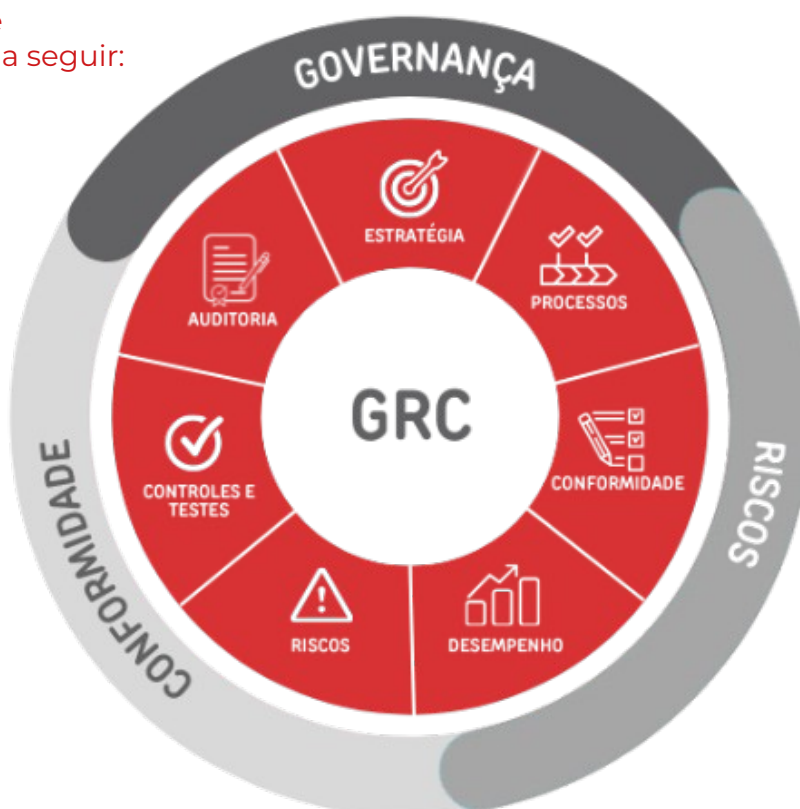 a seguir:
GOVERNANÇA
ESTRATÉGIA
PROCESSOS
AUDITORIA
GRC
CONFORMIDADE
CONTROLES E
TESTES
RISCOS
DESEMPENHO
RISCOS
CONFORMIDADE